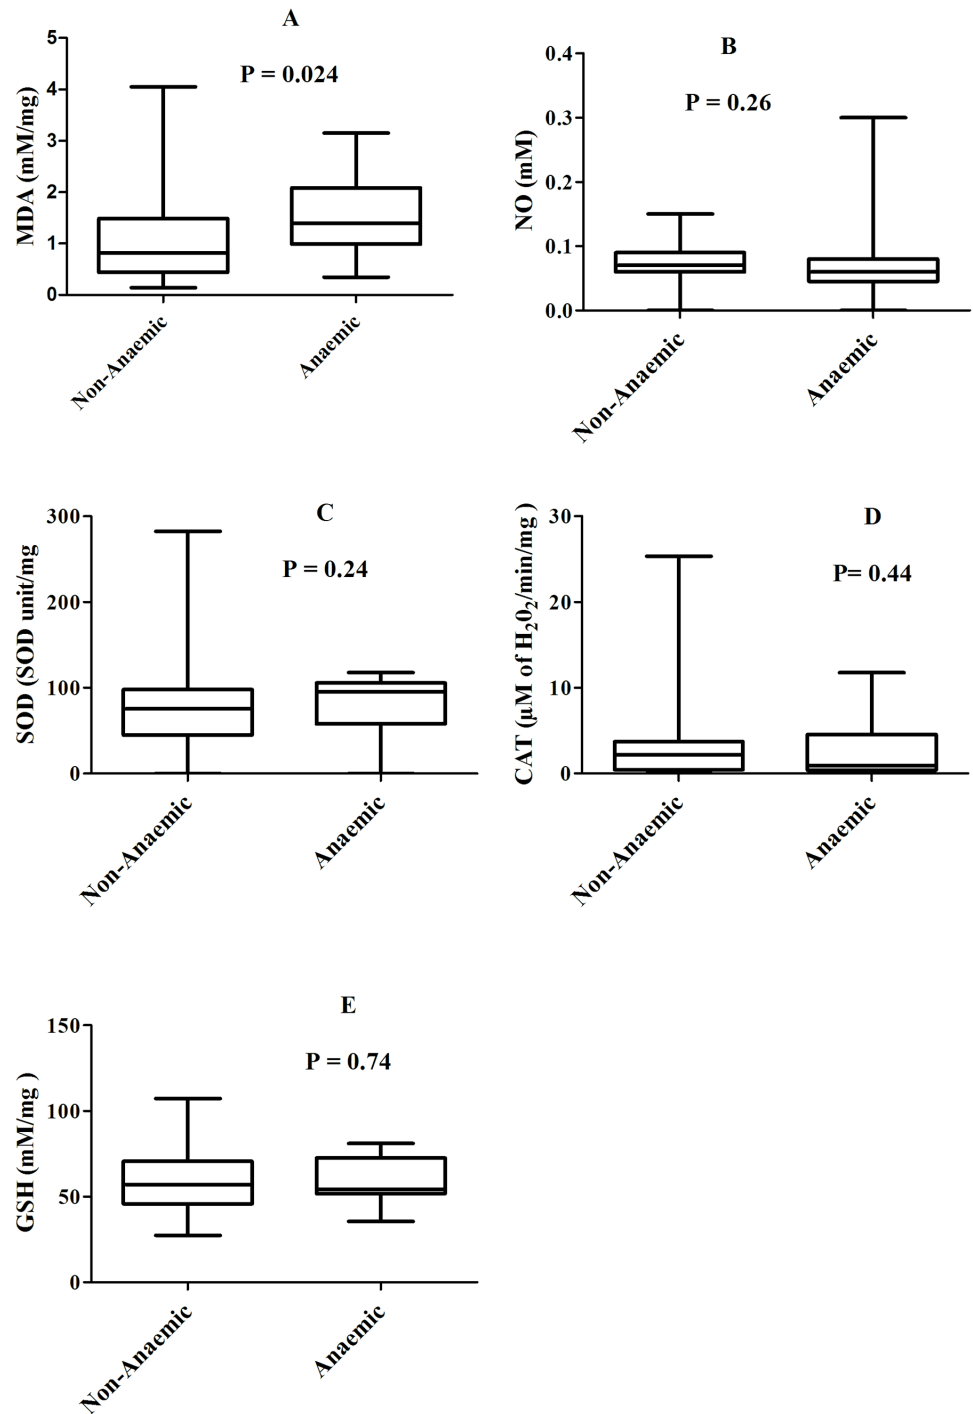 A
P = 0.024
MDA (mM/mg)
5
4
3
2
1
0
Non-Anaemic
Anaemic
B
P = 0.26
NO (mM)
0.4
0.3
0.2
0.1
0.0
Non-Anaemic
Anaemic
C
P = 0.24
SOD (SOD unit/mg
300
200
100
0
Non-Anaemic
Anaemic
D
P= 0.44
CAT (µM of H₂0₂/min/mg )
30
20
10
0
Non-Anaemic
Anaemic
E
P = 0.74
GSH (mM/mg )
150
100
50
0
Non-Anaemic
Anaemic